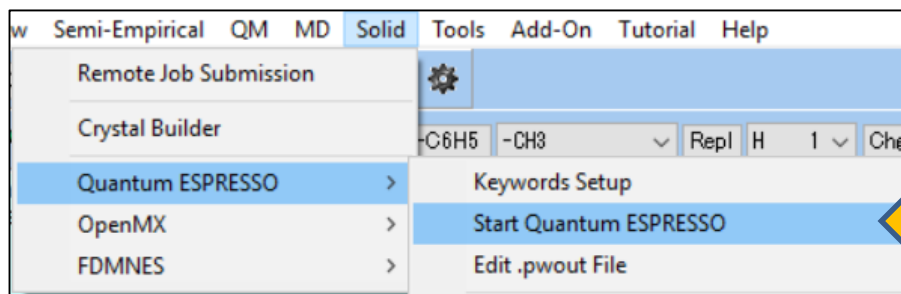 w Semi-Empirical QM MD Solid Tools Add-On Tutorial Help
Remote Job Submission
Crystal Builder
-C6H5 -CH3 Repl H 1 Che
Quantum ESPRESSO > Keywords Setup
OpenMX > Start Quantum ESPRESSO
FDMNES > Edit .pwout File